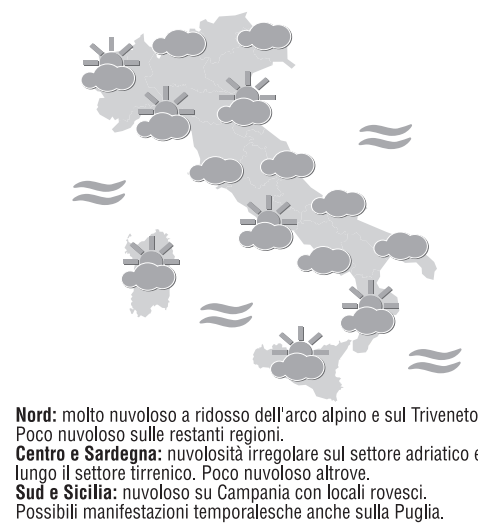 Nord: molto nuvoloso a ridosso dell'arco alpino e sul Triveneto
Poco nuvoloso sulle restanti regioni.
Centro e Sardegna: nuvolosità irregolare sul settore adriatico e
lungo il settore tirrenico. Poco nuvoloso altrove.
Sud e Sicilia: nuvoloso su Campania con locali rovesci.
Possibili manifestazioni temporalesche anche sulla Puglia.